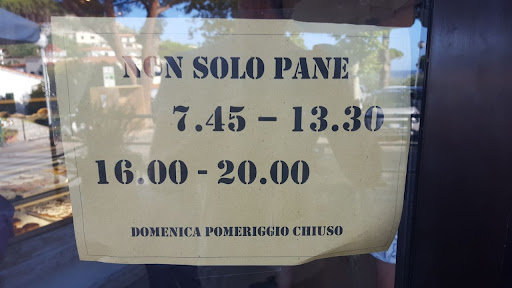 NON SOLO PANE
7.45 – 13.30
16.00 - 20.00
DOMENICA POMERIGGIO CHIUSO